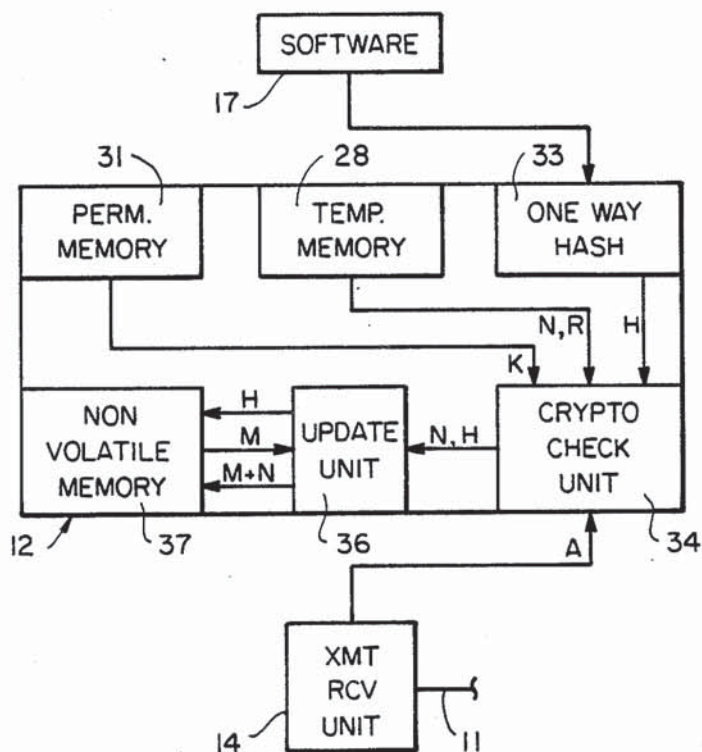 SOFTWARE
17
31
28
33
PERM.
MEMORY
TEMP.
MEMORY
ONE WAY
HASH
N,R
H
K
NON
VOLATILE
MEMORY
H
M
M+N
UPDATE
UNIT
N,H
CRYPTO
CHECK
UNIT
12
37
36
34
A
XMT
RCV
UNIT
14
11